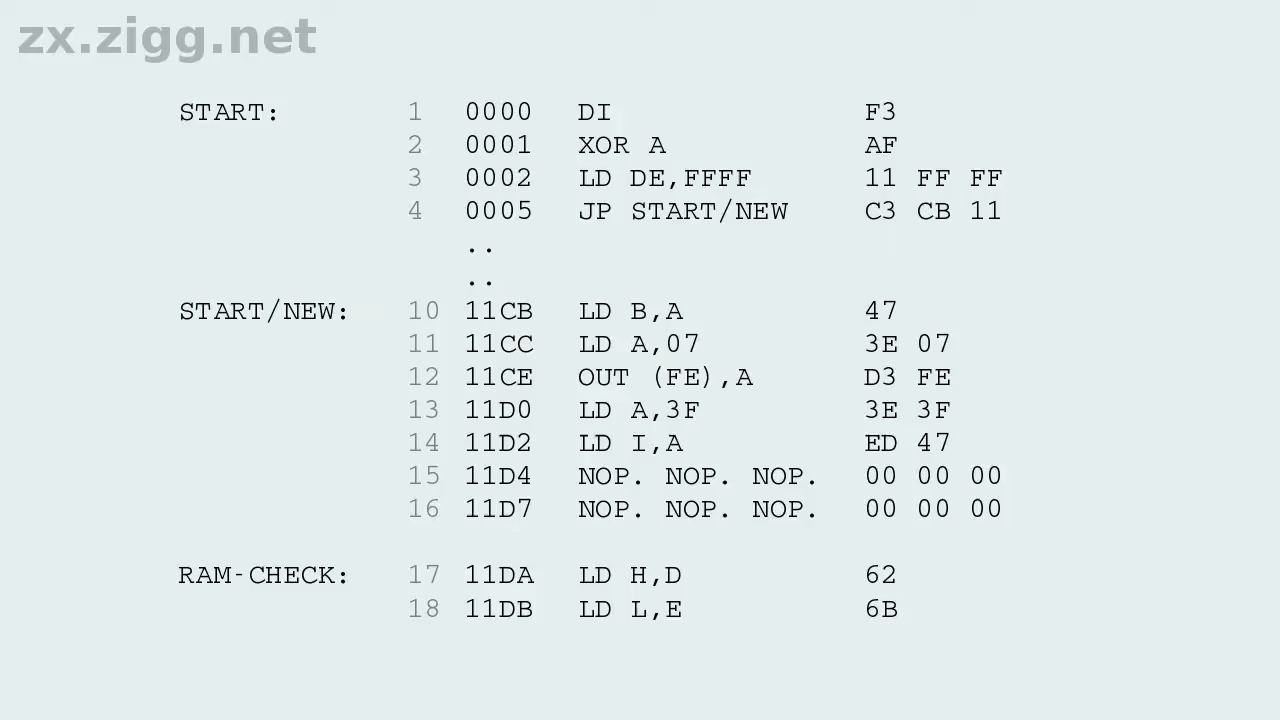 zx.zigg.net
START: 1 0000 DI F3
2 0001 XOR A AF
3 0002 LD DE,FFFF 11 FF FF
4 0005 JP START/NEW C3 CB 11
..
..
START/NEW: 10 11CB LD B,A 47
11 11CC LD A,07 3E 07
12 11CE OUT (FE),A D3 FE
13 11D0 LD A,3F 3E 3F
14 11D2 LD I,A ED 47
15 11D4 NOP. NOP. NOP. 00 00 00
16 11D7 NOP. NOP. NOP. 00 00 00
RAM-CHECK: 17 11DA LD H,D 62
18 11DB LD L,E 6B